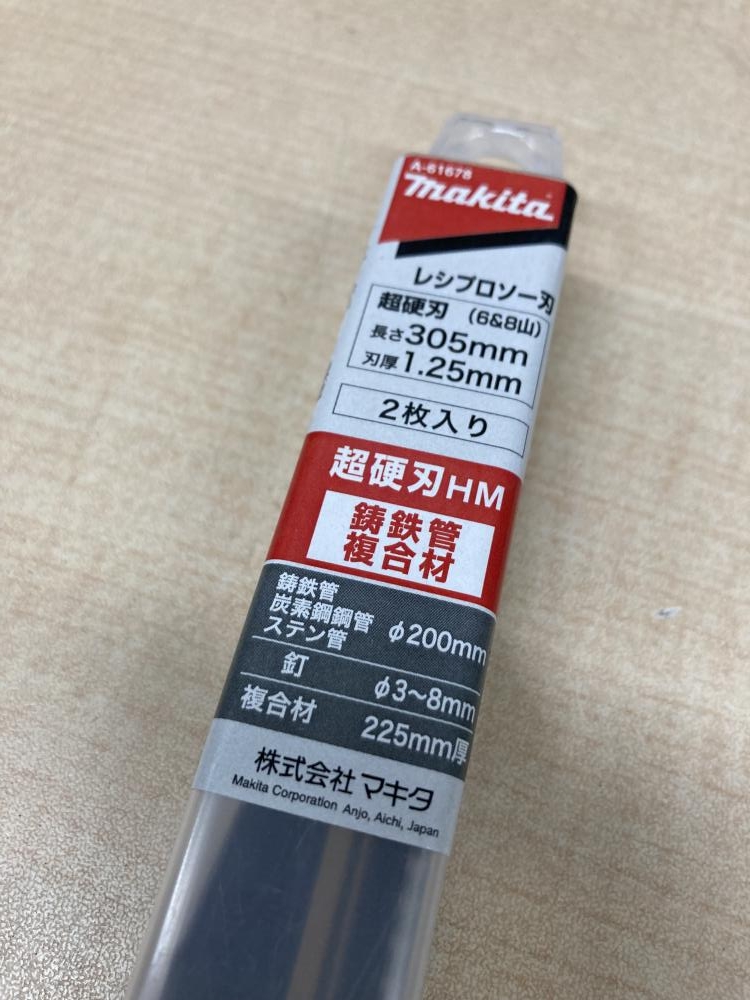 A-61678
makita
レシプロソー刃
超硬刃 (6&8山)
長さ305mm
刃厚1.25mm
2枚入り
超硬刃HM
鋳鉄管
複合材
鋳鉄管
炭素鋼鋼管
ステン管
φ200mm
釘 φ3~8mm
複合材 225mm厚
株式会社マキタ
Makita Corporation Anjo, Aichi, Japan